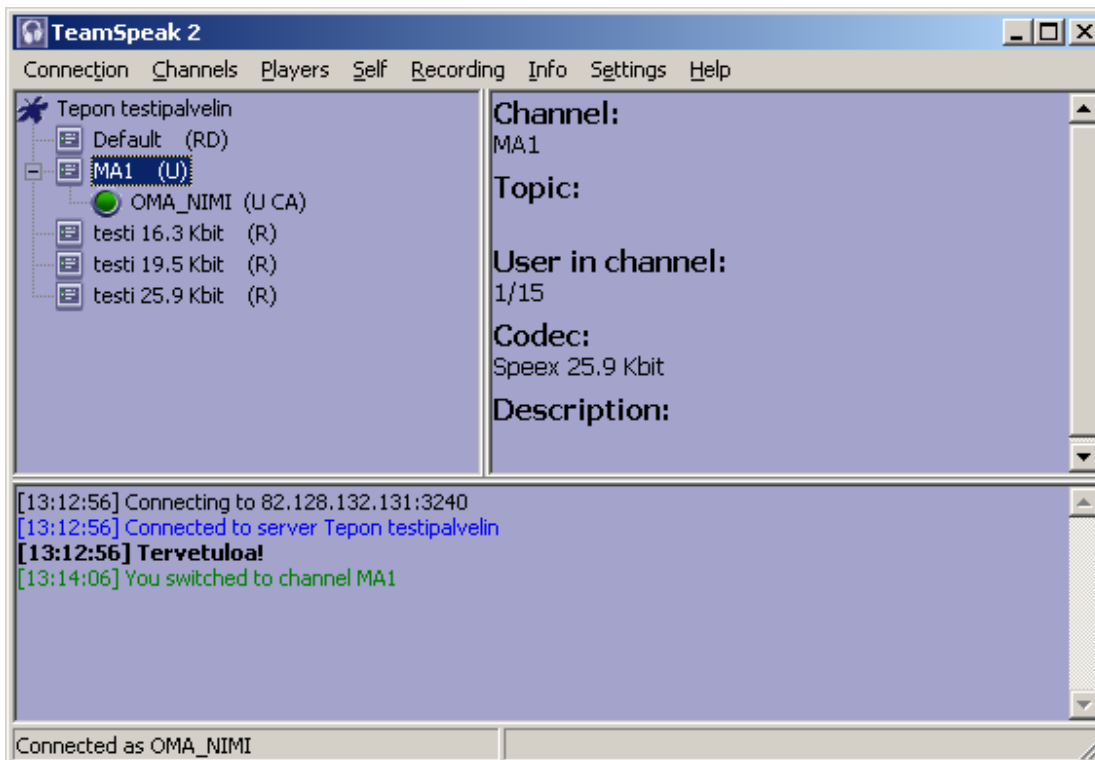 TeamSpeak 2
Connection Channels Players Self Recording Info Settings Help
Tepon testipalvelin
Default (RD)
MA1 (U)
OMA_NIMI (U CA)
testi 16.3 Kbit (R)
testi 19.5 Kbit (R)
testi 25.9 Kbit (R)
Channel:
MA1
Topic:
User in channel:
1/15
Codec:
Speex 25.9 Kbit
Description:
[13:12:56] Connecting to 82.128.132.131:3240
[13:12:56] Connected to server Tepon testipalvelin
[13:12:56] Tervetuloa!
[13:14:06] You switched to channel MA1
Connected as OMA_NIMI